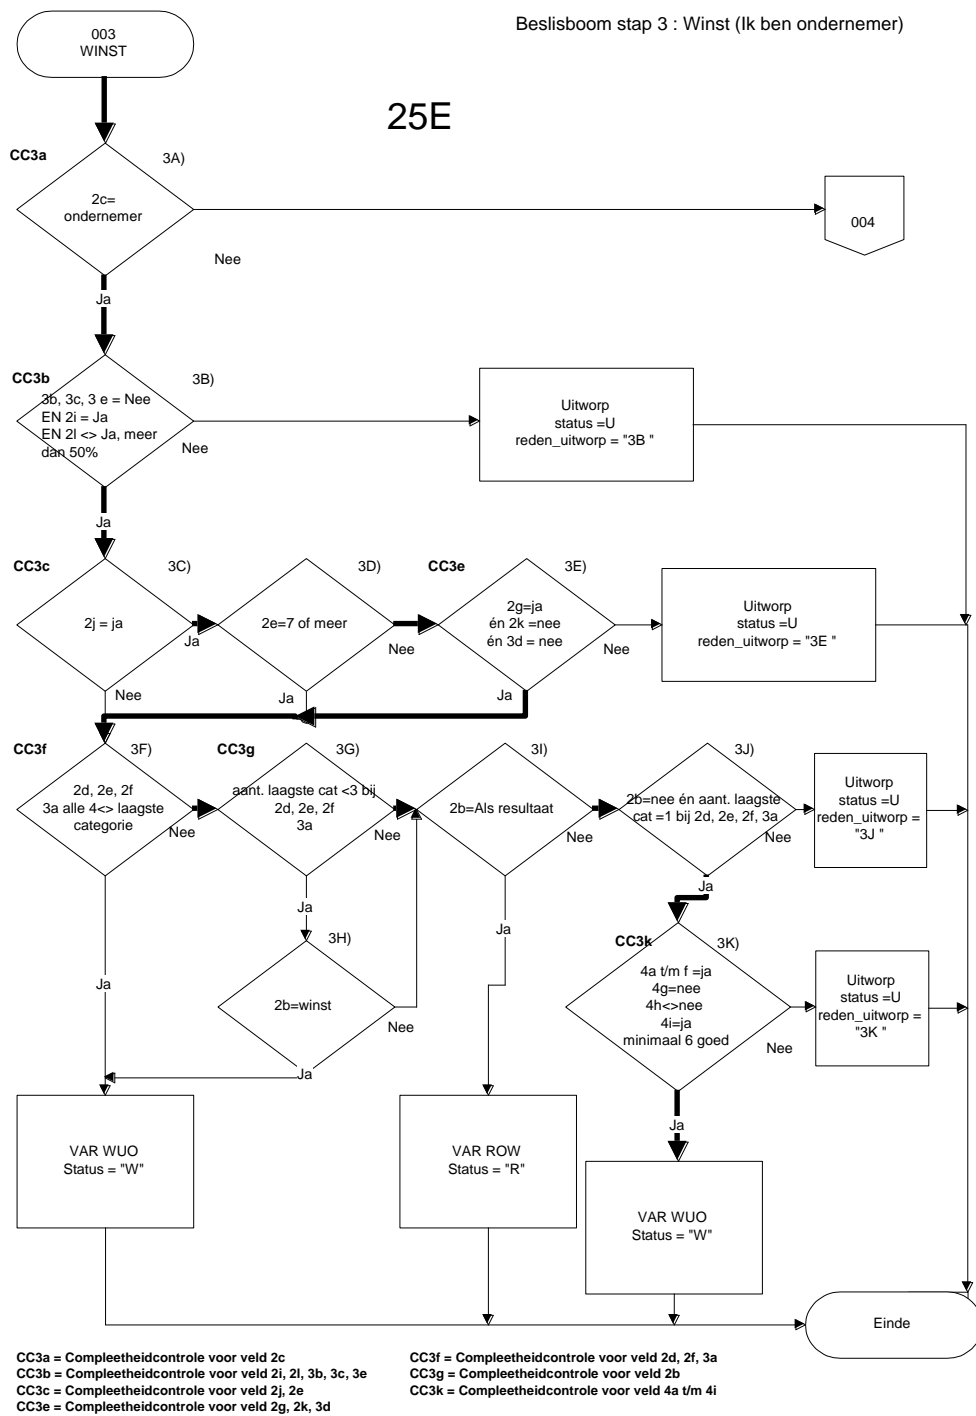 Beslisboom stap 3 : Winst (Ik ben ondernemer)
003
WINST
25E
CC3a
3A)
2c=
ondernemer
004
Nee
Ja
CC3b
3B)
3b, 3c, 3 e = Nee
EN 2i = Ja
EN 2l <> Ja, meer
dan 50%
Nee
Uitworp
status =U
reden_uitworp = "3B "
Ja
CC3c
3C)
2j = ja
Ja
Nee
3D)
2e=7 of meer
Nee
Ja
CC3e
3E)
2g=ja
én 2k =nee
én 3d = nee
Nee
Ja
Uitworp
status =U
reden_uitworp = "3E "
CC3f
3F)
2d, 2e, 2f
3a alle 4<> laagste
categorie
Nee
Ja
CC3g
3G)
aant. laagste cat <3 bij
2d, 2e, 2f
3a
Nee
Ja
3I)
2b=Als resultaat
Nee
Ja
3J)
2b=nee én aant. laagste
cat =1 bij 2d, 2e, 2f, 3a
Nee
Ja
Uitworp
status =U
reden_uitworp =
"3J "
3H)
2b=winst
Nee
Ja
CC3k
3K)
4a t/m f =ja
4g=nee
4h<>nee
4i=ja
minimaal 6 goed
Nee
Ja
Uitworp
status =U
reden_uitworp =
"3K "
VAR WUO
Status = "W"
VAR ROW
Status = "R"
VAR WUO
Status = "W"
Einde
CC3a = Compleetheidcontrole voor veld 2c
CC3b = Compleetheidcontrole voor veld 2i, 2l, 3b, 3c, 3e
CC3c = Compleetheidcontrole voor veld 2j, 2e
CC3e = Compleetheidcontrole voor veld 2g, 2k, 3d
CC3f = Compleetheidcontrole voor veld 2d, 2f, 3a
CC3g = Compleetheidcontrole voor veld 2b
CC3k = Compleetheidcontrole voor veld 4a t/m 4i